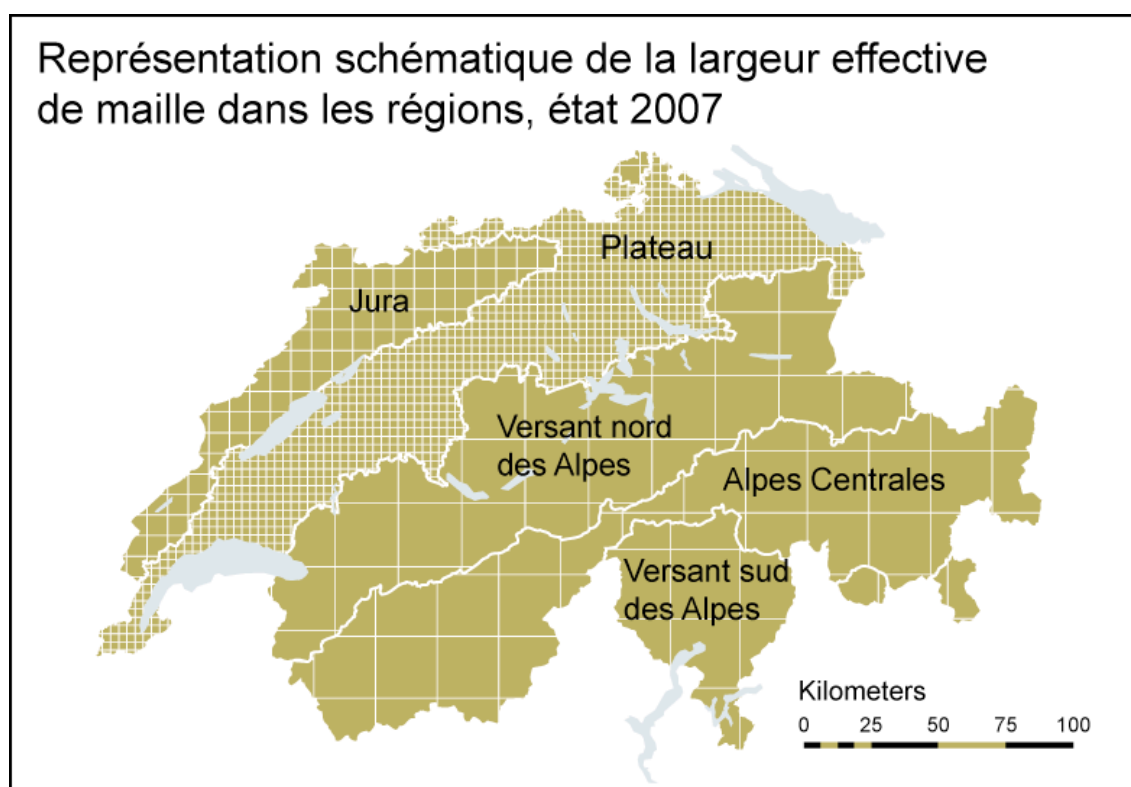 Représentation schématique de la largeur effective
de maille dans les régions, état 2007
Plateau
Jura
Versant nord
des Alpes
Alpes Centrales
Versant sud
des Alpes
Kilometers
0 25 50 75 100